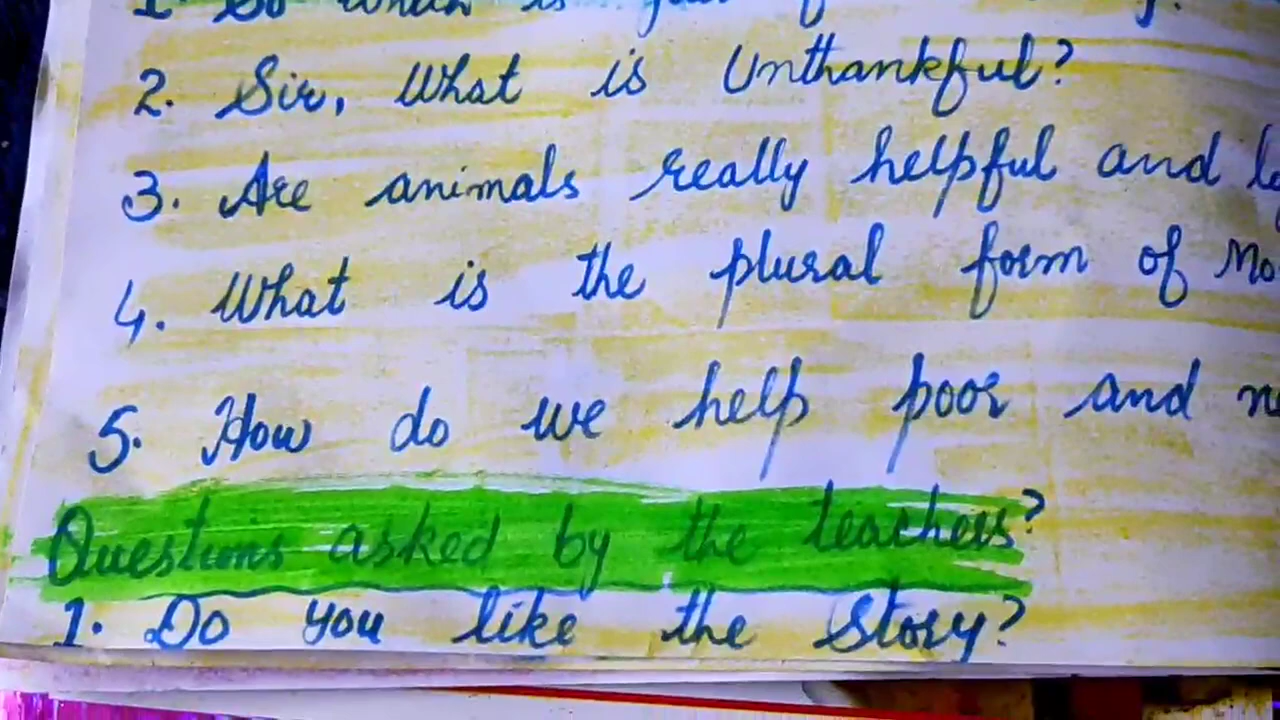 2. Sir, What is Unthankful?
3. Are animals really helpful and
4. What is the plural form of
5. How do we help poor and
Questions asked by the teachers?
1. Do you like the Story?